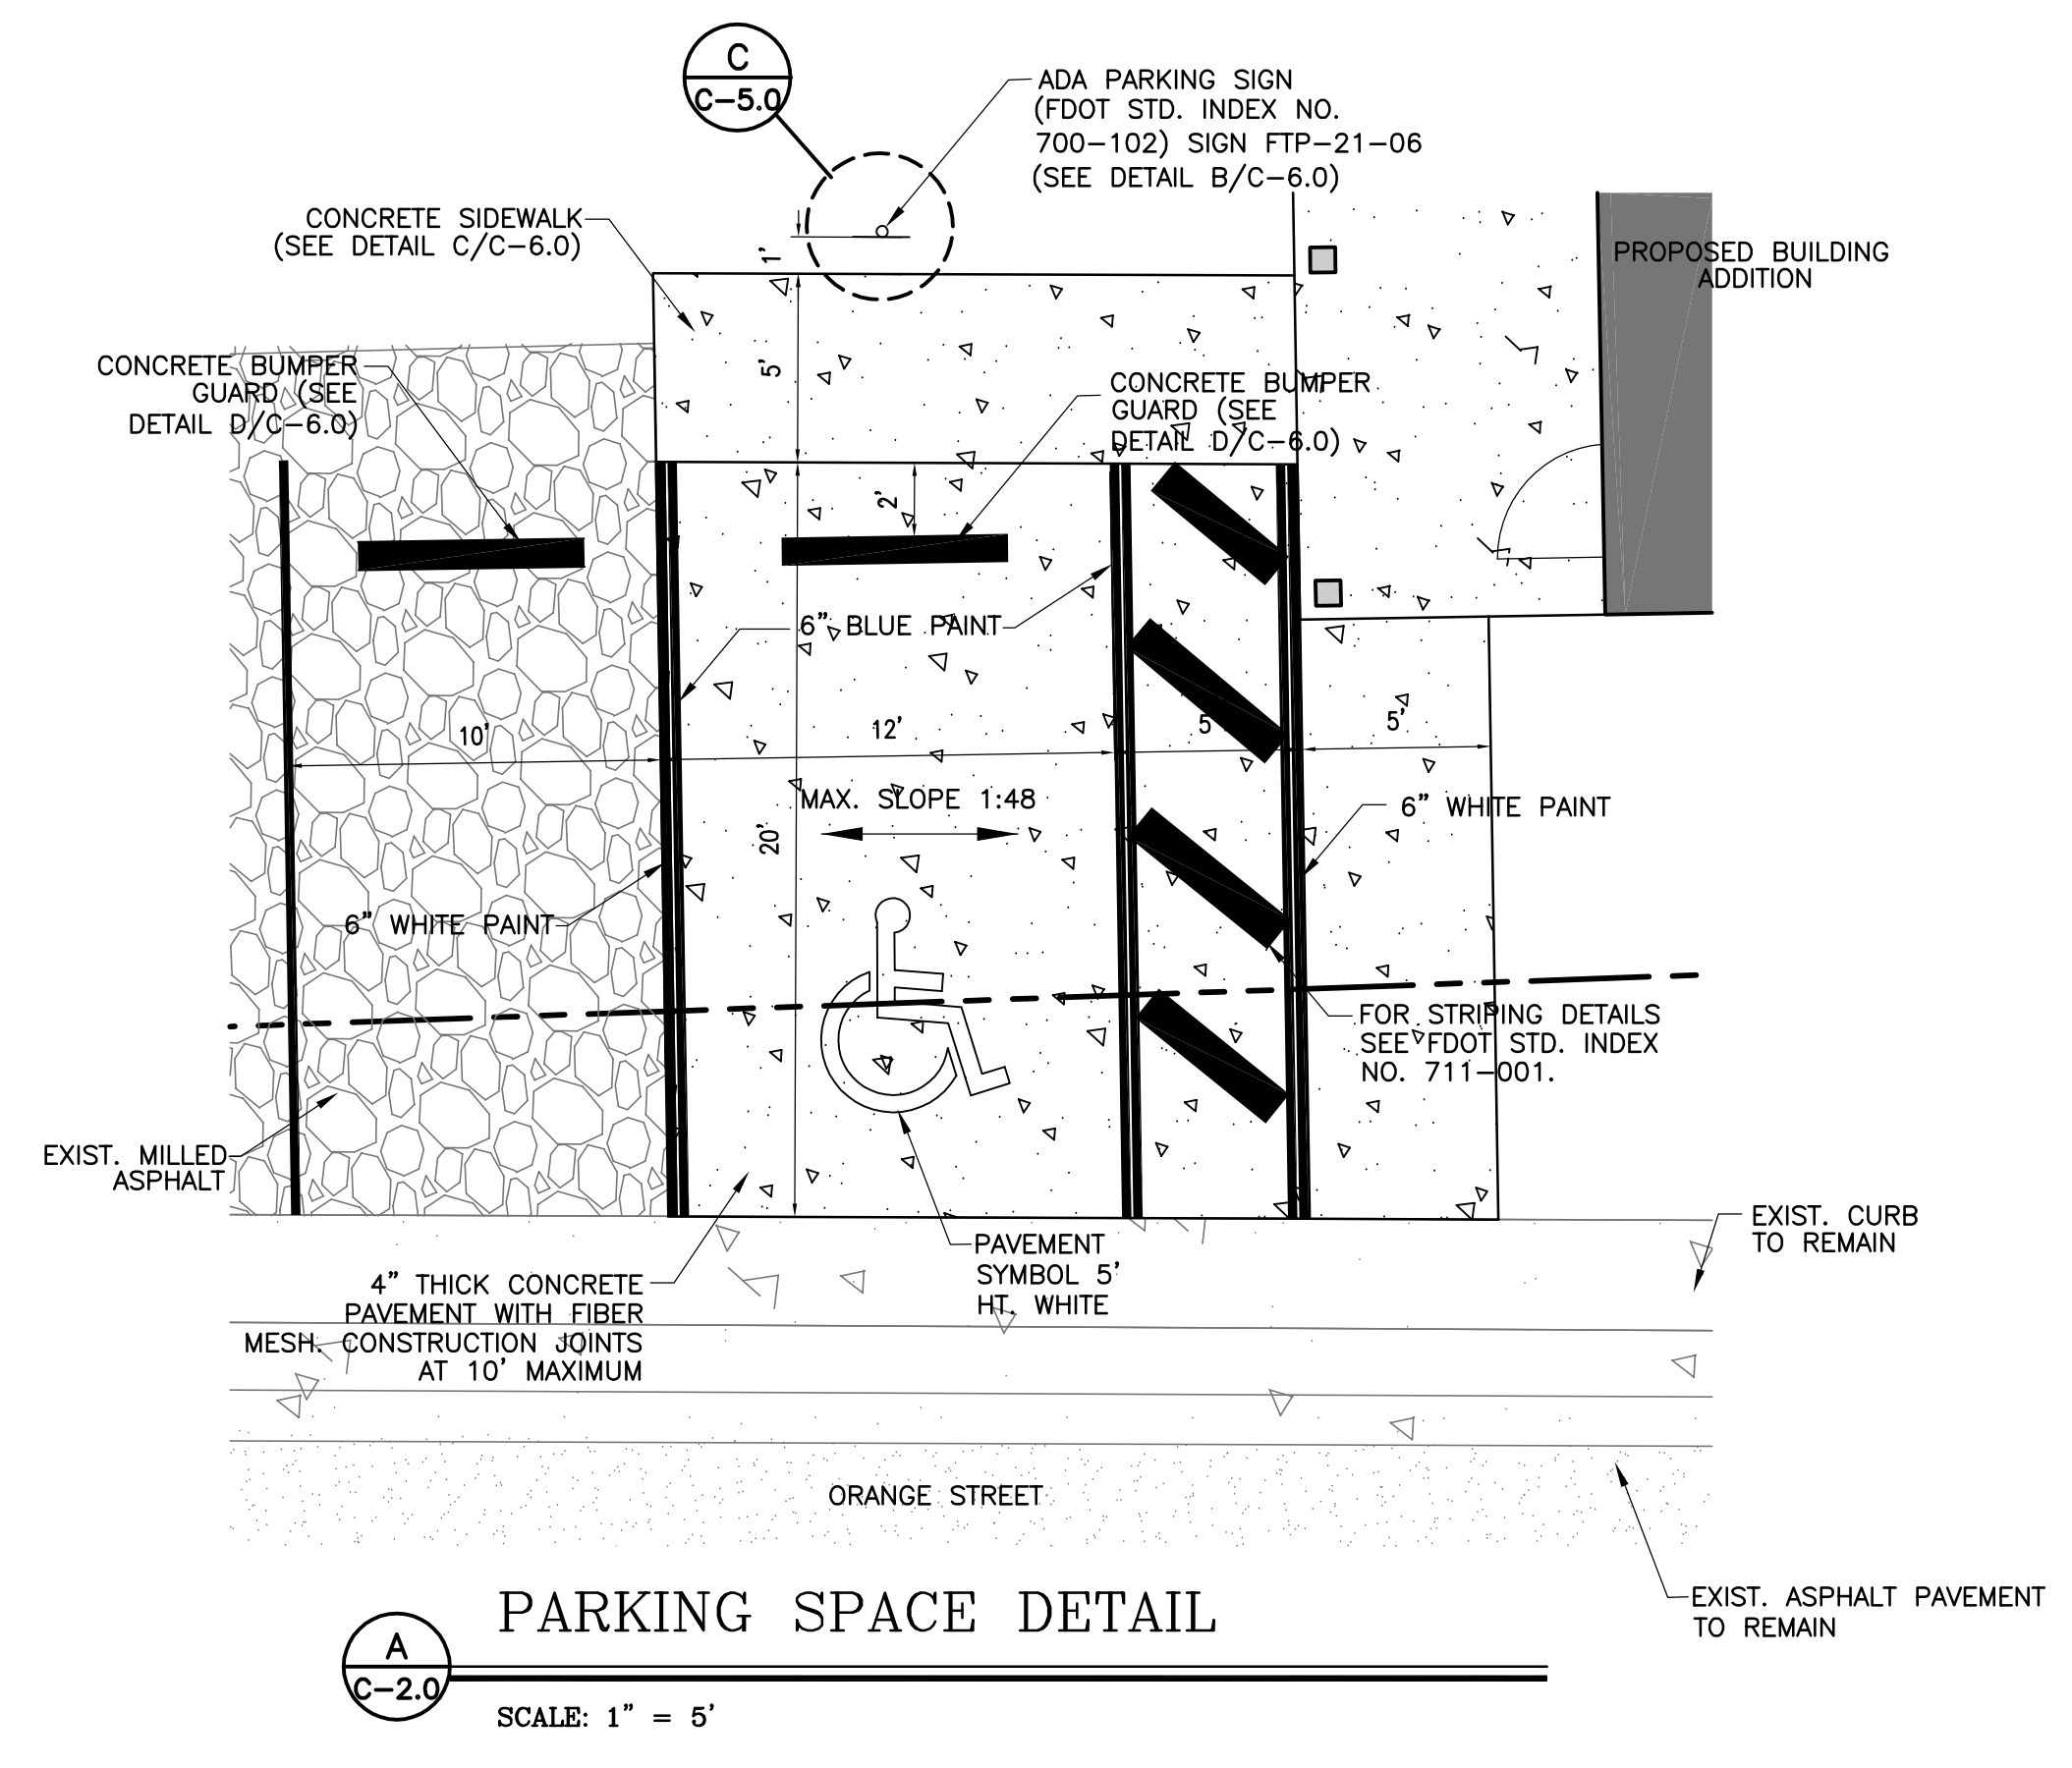 C
C-5.0
ADA PARKING SIGN
(FDOT STD. INDEX NO.
700-102) SIGN FTP-21-06
(SEE DETAIL B/C-6.0)
CONCRETE SIDEWALK
(SEE DETAIL C/C-6.0)
1'
PROPOSED BUILDING
ADDITION
CONCRETE BUMPER
GUARD (SEE
DETAIL D/C-6.0)
5'
CONCRETE BUMPER
GUARD (SEE
DETAIL D/C-6.0)
2'
6" BLUE PAINT
10'
12'
5
5'
MAX. SLOPE 1:48
20'
6" WHITE PAINT
6" WHITE PAINT
FOR STRIPING DETAILS
SEE FDOT STD. INDEX
NO. 711-001.
EXIST. MILLED
ASPHALT
PAVEMENT
SYMBOL 5'
HT. WHITE
EXIST. CURB
TO REMAIN
4" THICK CONCRETE
PAVEMENT WITH FIBER
MESH. CONSTRUCTION JOINTS
AT 10' MAXIMUM
ORANGE STREET
EXIST. ASPHALT PAVEMENT
TO REMAIN
PARKING SPACE DETAIL
A
C-2.0
SCALE: 1" = 5'